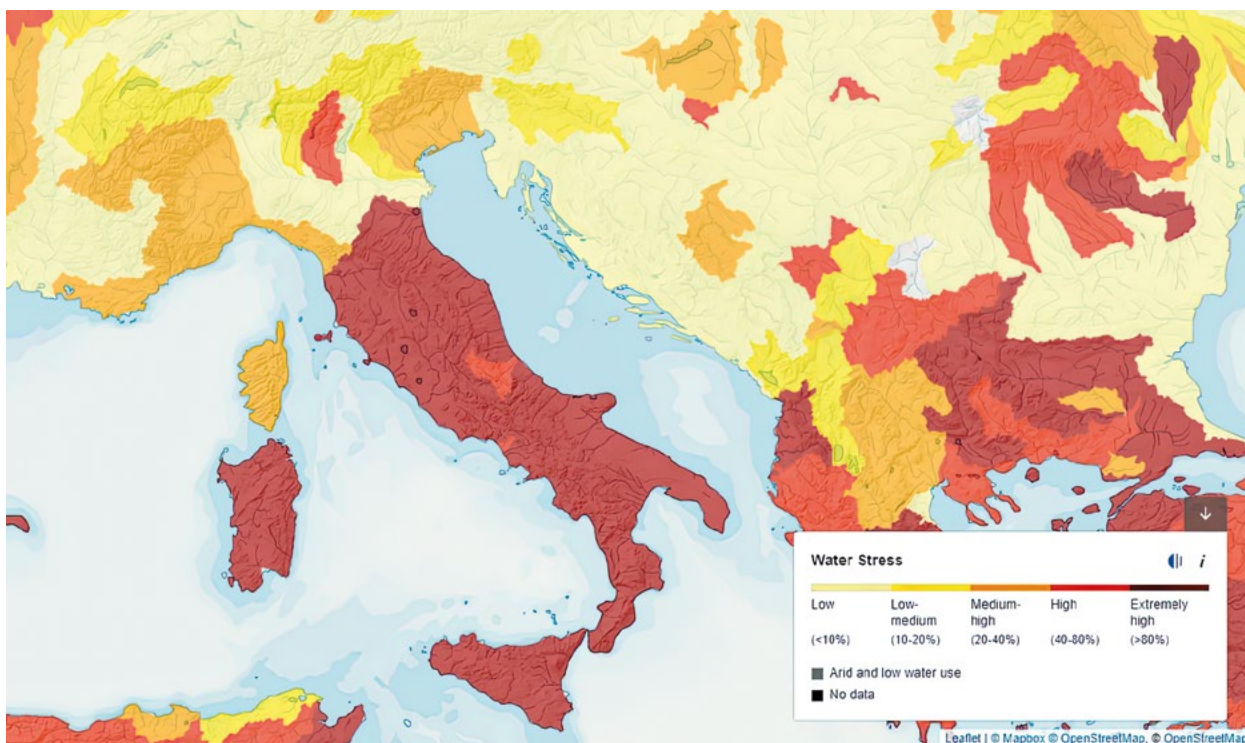 Water Stress
i
Low
Low-
medium
Medium-
high
High
Extremely
high
(<10%)
(10-20%)
(20-40%)
(40-80%)
(>80%)
Arid and low water use
No data
Leaflet | © Mapbox © OpenStreetMap, © OpenStreetMap